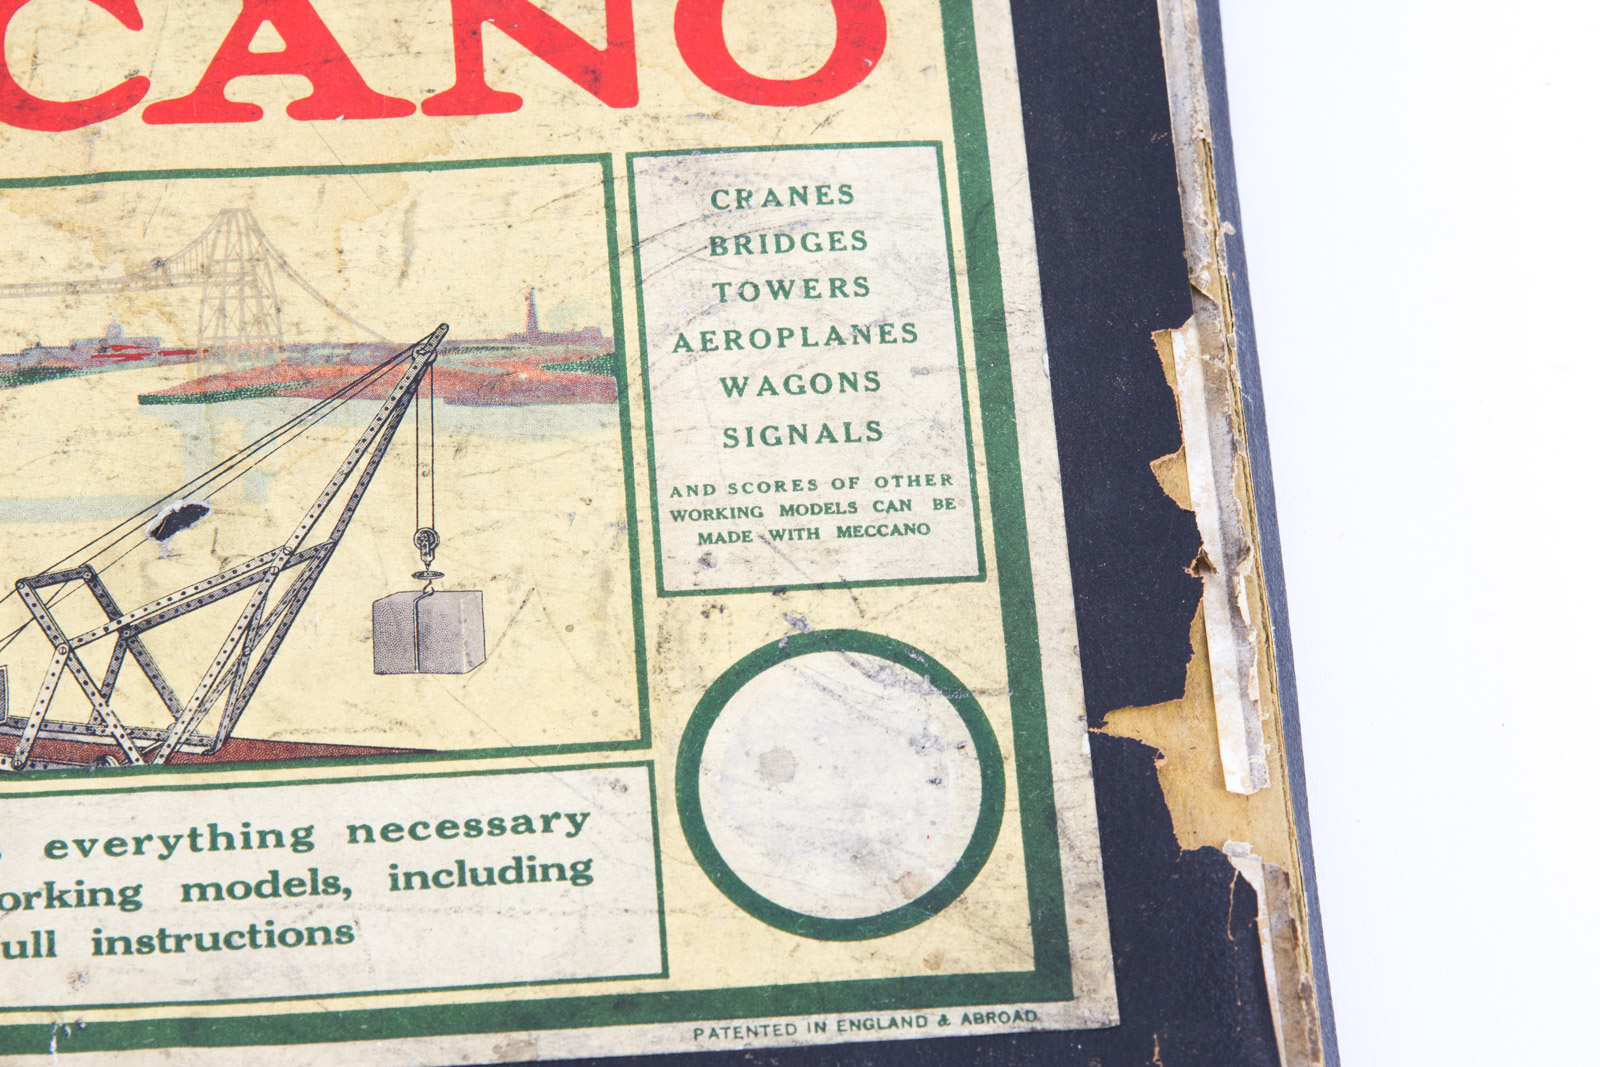 CANO
CRANES
BRIDGES
TOWERS
AEROPLANES
WAGONS
SIGNALS
AND SCORES OF OTHER
WORKING MODELS CAN BE
MADE WITH MECCANO
everything necessary
orking models, including
ull instructions
PATENTED IN ENGLAND & ABROAD